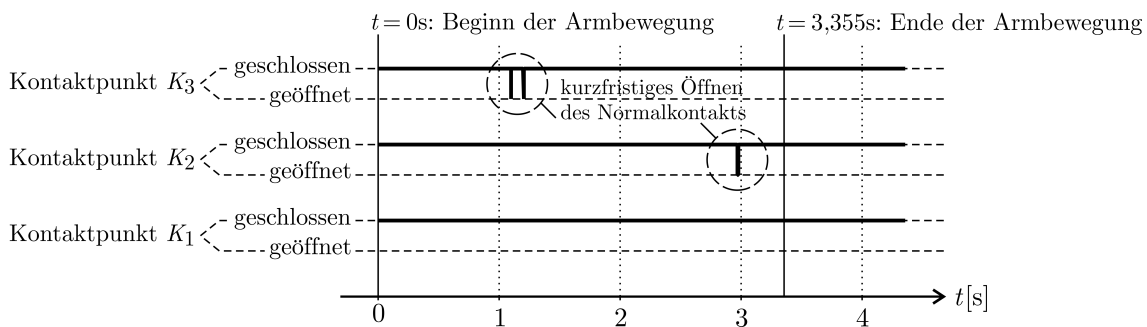 t = 0s: Beginn der Armbewegung
t = 3,355s: Ende der Armbewegung
Kontaktpunkt K3
geschlossen
geöffnet
kurzfristiges Öffnen
des Normalkontakts
Kontaktpunkt K2
geschlossen
geöffnet
Kontaktpunkt K1
geschlossen
geöffnet
t[s]
0 1 2 3 4